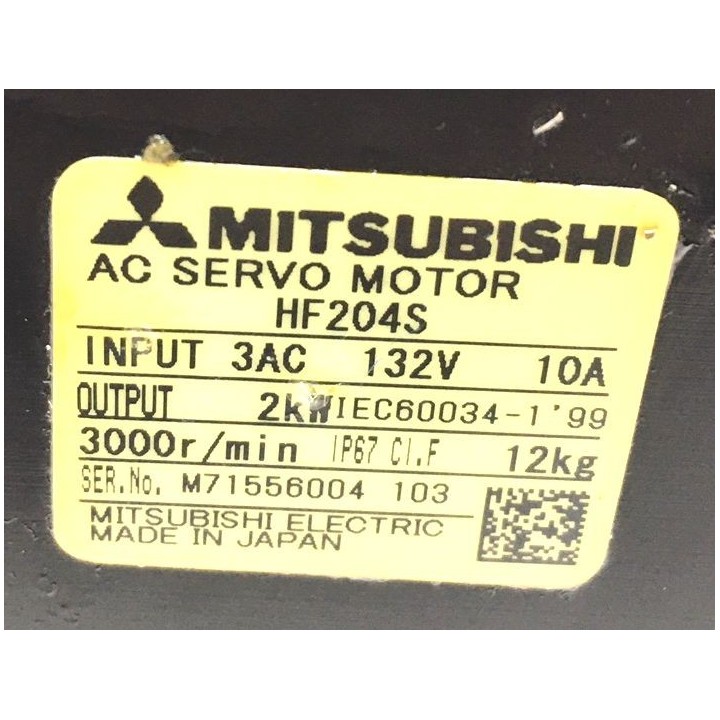 MITSUBISHI
AC SERVO MOTOR
HF204S
INPUT 3AC 132V 10A
OUTPUT 2kW IEC60034-1'99
3000r/min IP67 CI.F 12kg
SER.No. M71556004 103
MITSUBISHI ELECTRIC
MADE IN JAPAN